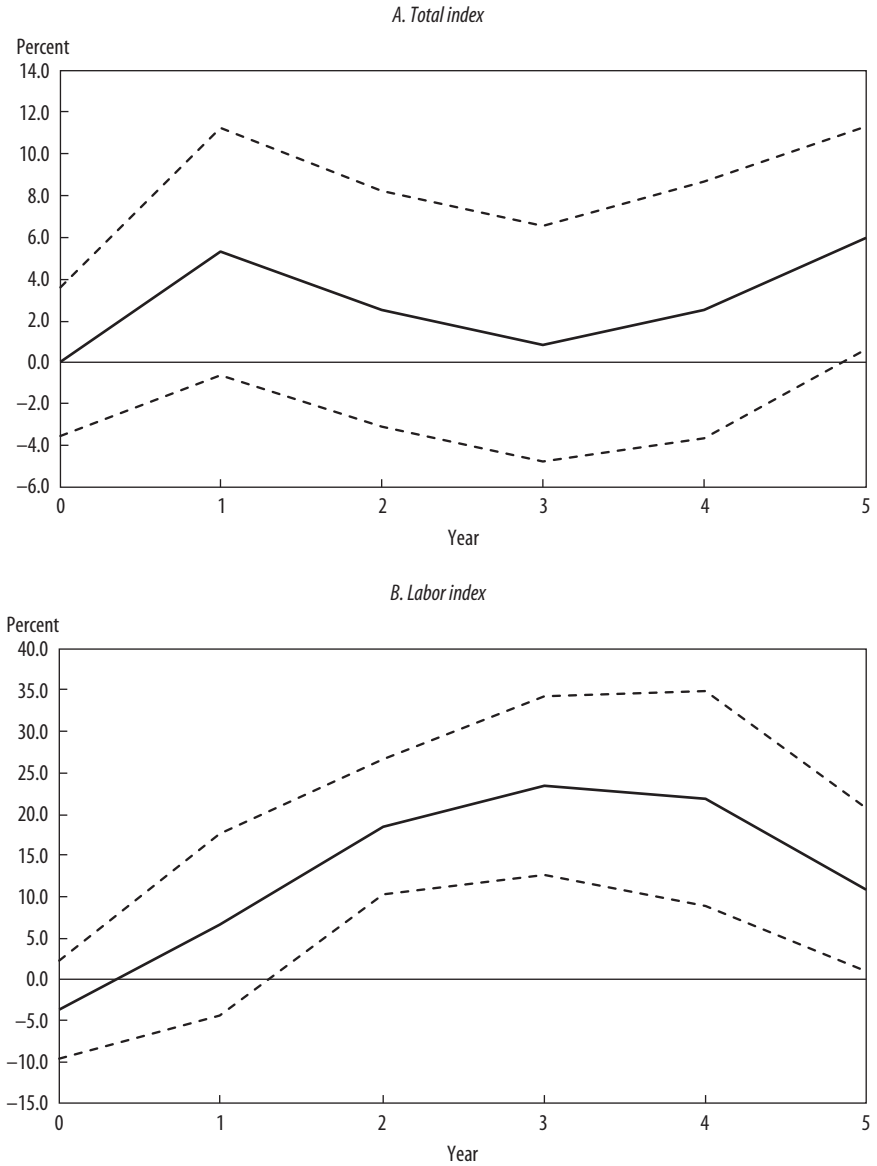 A. Total index
Percent
14.0
12.0
10.0
8.0
6.0
4.0
2.0
0.0
–2.0
–4.0
–6.0
0 1 2 3 4 5
Year
B. Labor index
Percent
40.0
35.0
30.0
25.0
20.0
15.0
10.0
5.0
0.0
–5.0
–10.0
–15.0
0 1 2 3 4 5
Year